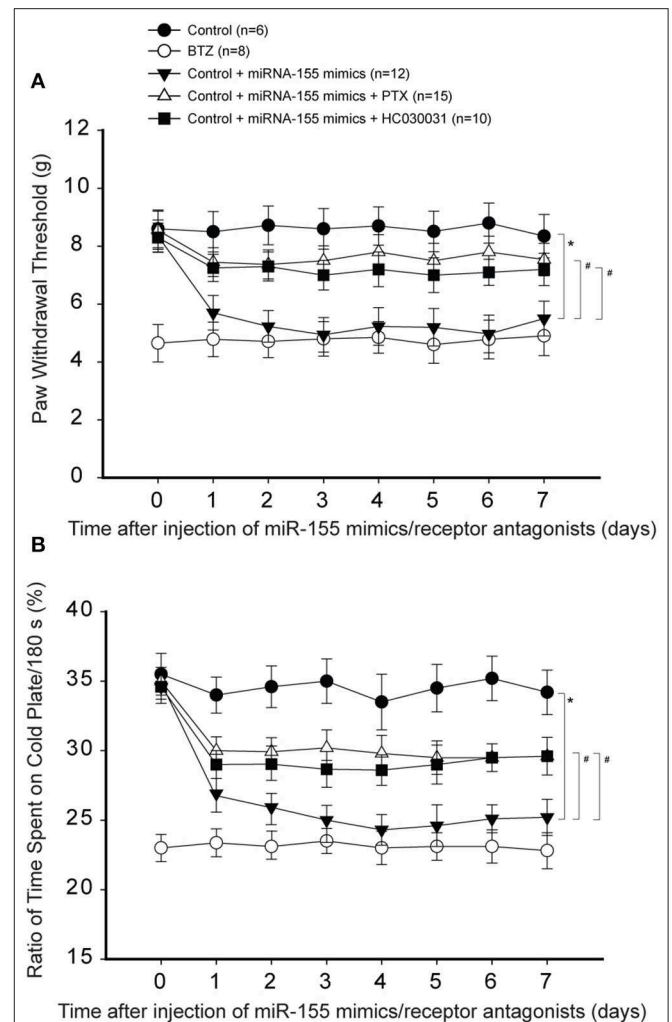 Control (n=6)
BTZ (n=8)
Control + miRNA-155 mimics (n=12)
Control + miRNA-155 mimics + PTX (n=15)
Control + miRNA-155 mimics + HC030031 (n=10)
A
Paw Withdrawal Threshold (g)
12
10
8
6
4
2
0
* # #
0 1 2 3 4 5 6 7
Time after injection of miR-155 mimics/receptor antagonists (days)
B
Ratio of Time Spent on Cold Plate/180 s (%)
40
35
30
25
20
15
* # #
0 1 2 3 4 5 6 7
Time after injection of miR-155 mimics/receptor antagonists (days)